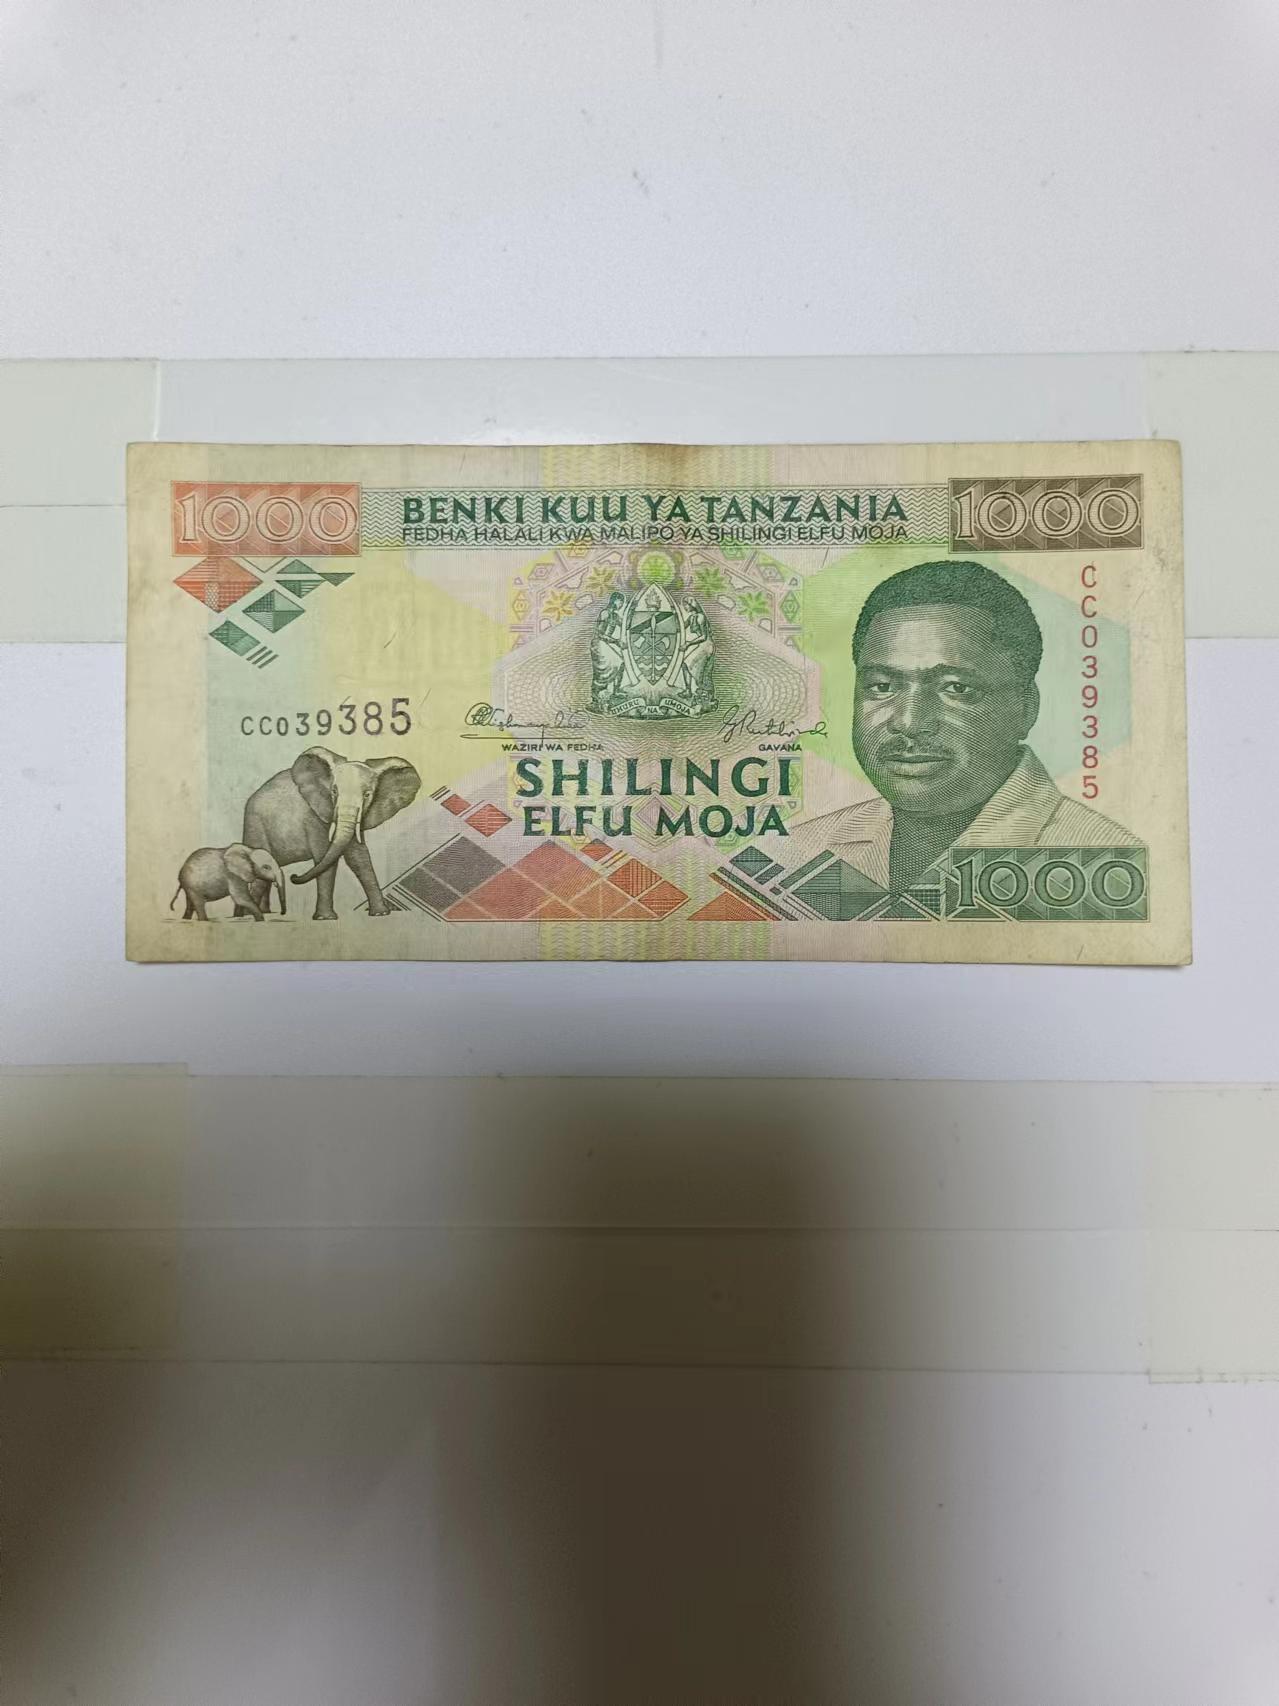 1000 BENKI KUU YA TANZANIA 1000
FEDHA HALALI KWA MALIPO YA SHILINGI ELFU MOJA
CC039385
UHURU NA UMOJA
CC039385
WAZIRI WA FEDHA GAVANA
SHILINGI
ELFU MOJA
1000